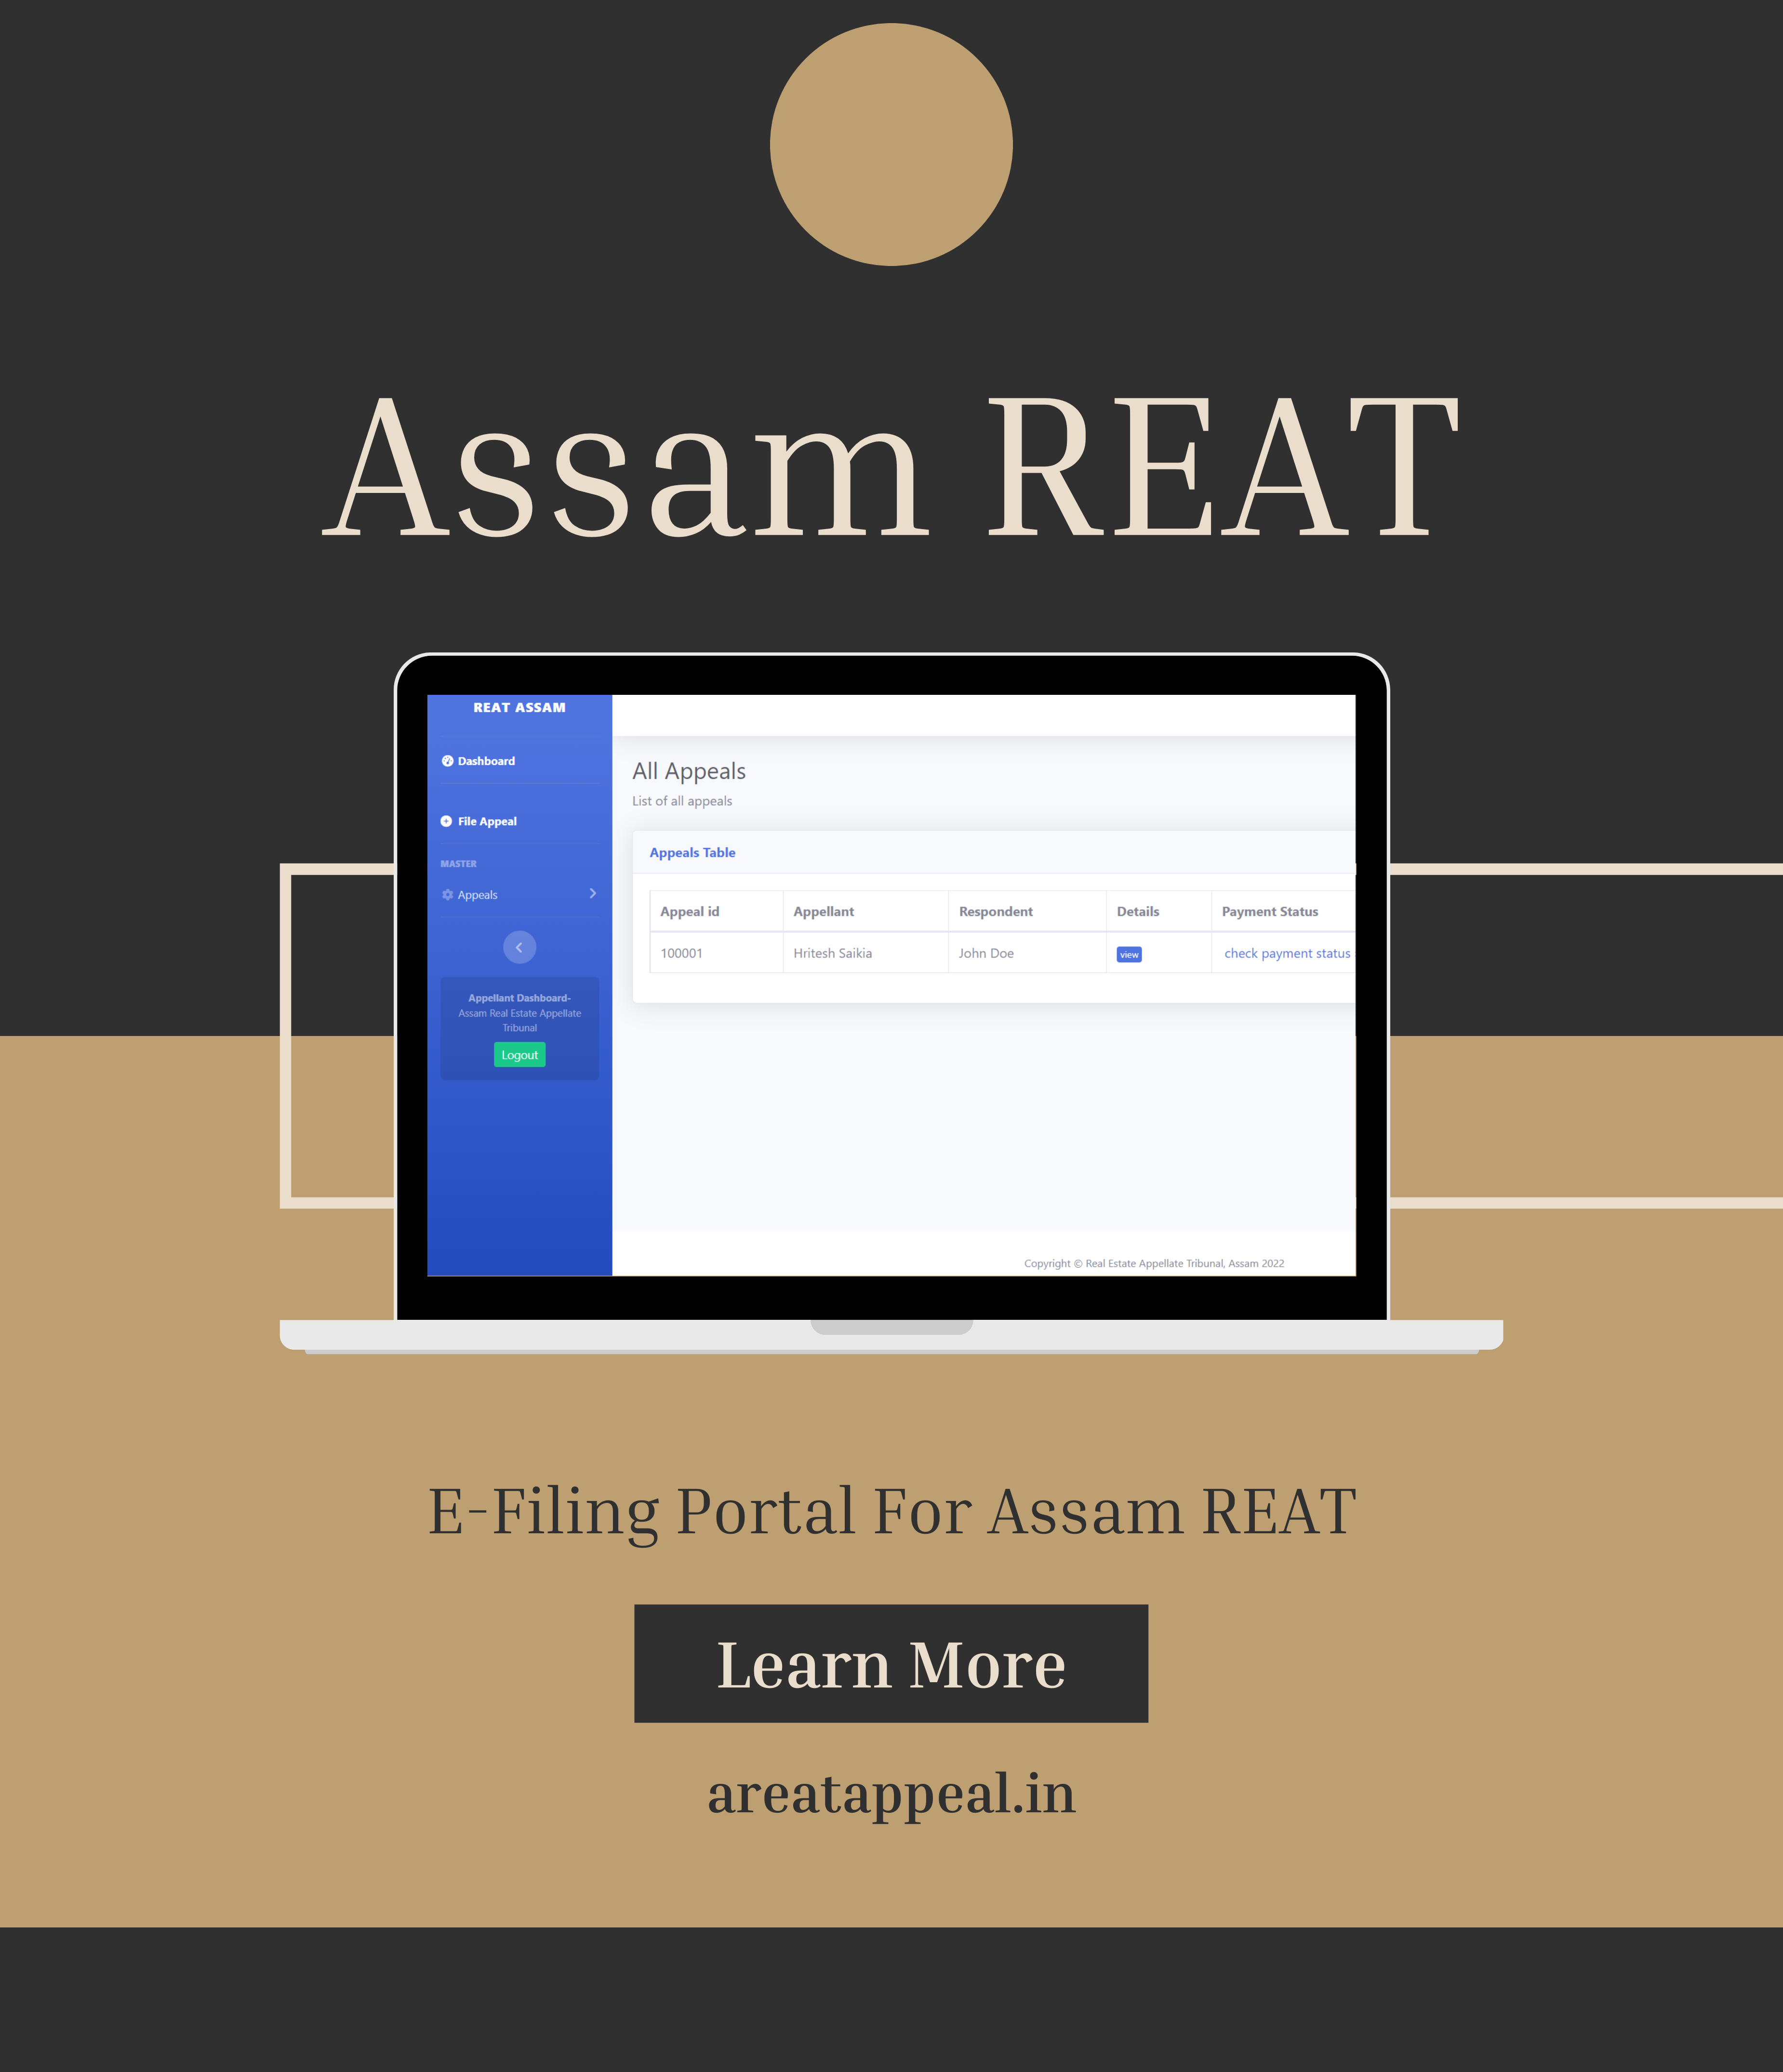 Assam REAT
REAT ASSAM
Dashboard
File Appeal
MASTER
Appeals
Appellant Dashboard-
Assam Real Estate Appellate
Tribunal
Logout
All Appeals
List of all appeals
Appeals Table
Appeal id Appellant Respondent Details Payment Status
100001 Hritesh Saikia John Doe view check payment status
Copyright © Real Estate Appellate Tribunal, Assam 2022
E-Filing Portal For Assam REAT
Learn More
areatappeal.in